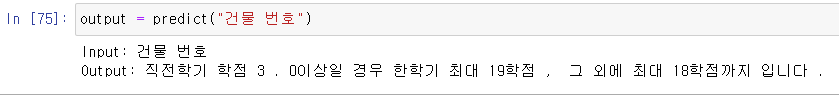 In [75]: output = predict("건물 번호")
Input: 건물 번호
Output: 직전학기 학점 3 . 0이상일 경우 한학기 최대 19학점 , 그 외에 최대 18학점까지 입니다 .